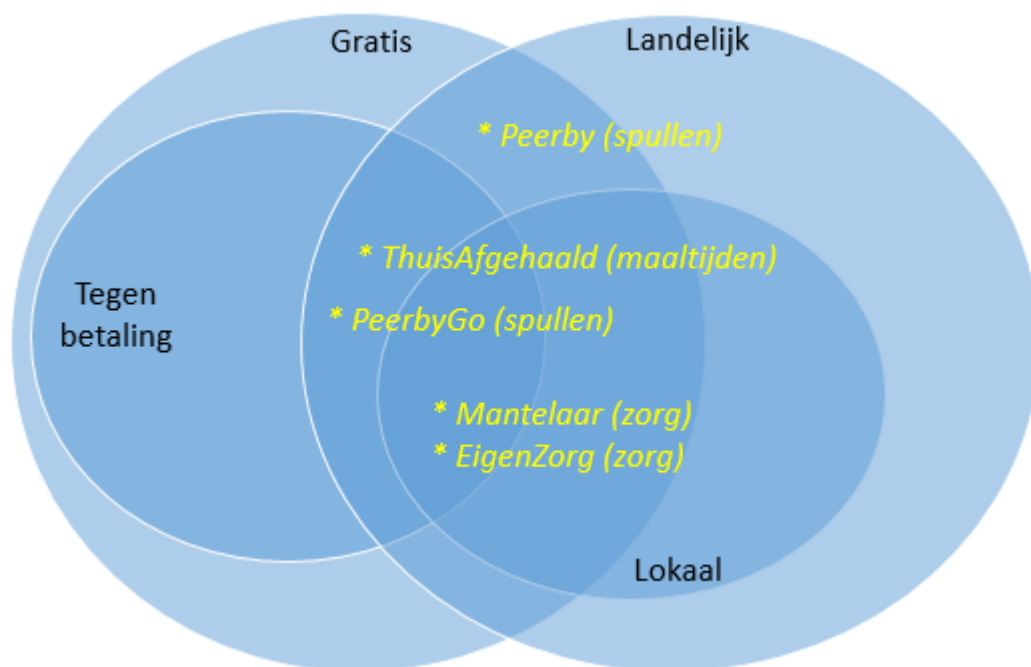 Gratis
Landelijk
* Peerby (spullen)
* ThuisAfgehaald (maaltijden)
Tegen
betaling
* PeerbyGo (spullen)
* Mantelaar (zorg)
* EigenZorg (zorg)
Lokaal